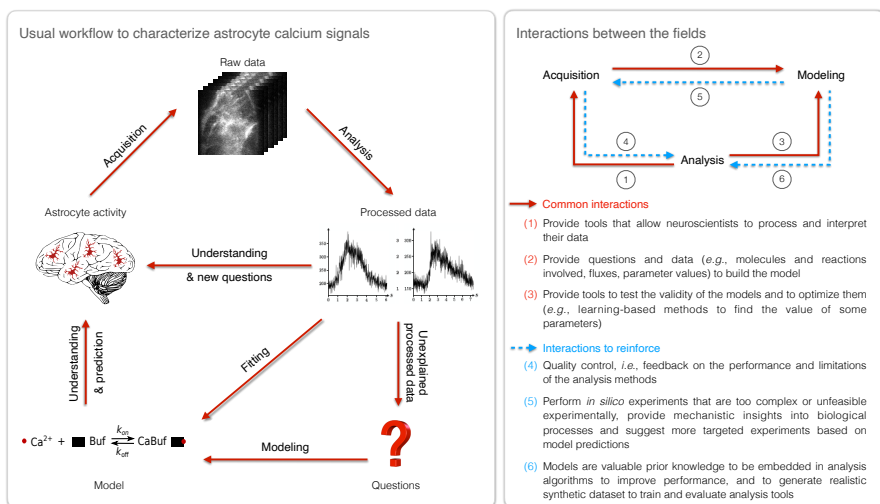 Usual workflow to characterize astrocyte calcium signals
Raw data
Acquisition
Analysis
Astrocyte activity
Processed data
Understanding
& new questions
Understanding
& prediction
Fitting
Unexplained
processed data
Ca²⁺ + Buf kon koff CaBuf
Modeling
Model
Questions
Interactions between the fields
2
Acquisition
Modeling
5
4
3
Analysis
1
6
Common interactions
(1) Provide tools that allow neuroscientists to process and interpret
their data
(2) Provide questions and data (e.g., molecules and reactions
involved, fluxes, parameter values) to build the model
(3) Provide tools to test the validity of the models and to optimize them
(e.g., learning-based methods to find the value of some
parameters)
Interactions to reinforce
(4) Quality control, i.e., feedback on the performance and limitations
of the analysis methods
(5) Perform in silico experiments that are too complex or unfeasible
experimentally, provide mechanistic insights into biological
processes and suggest more targeted experiments based on
model predictions
(6) Models are valuable prior knowledge to be embedded in analysis
algorithms to improve performance, and to generate realistic
synthetic dataset to train and evaluate analysis tools